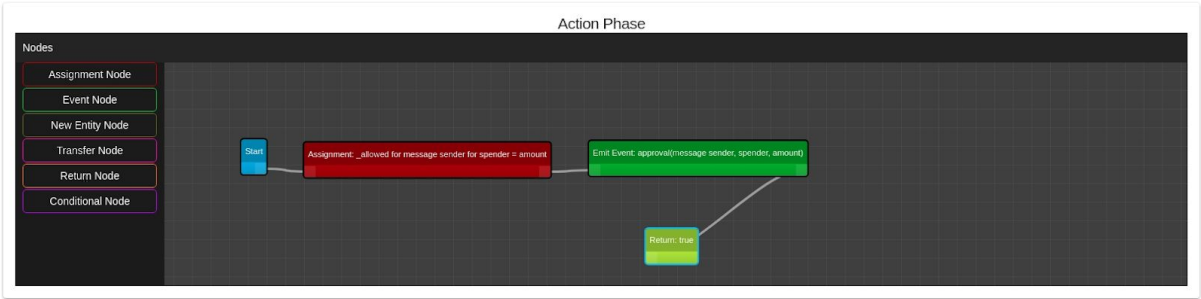 Action Phase
Nodes
Assignment Node
Event Node
New Entity Node
Transfer Node
Return Node
Conditional Node
Start
Assignment: _allowed for message sender for spender = amount
Emit Event: approval(message sender, spender, amount)
Return: true